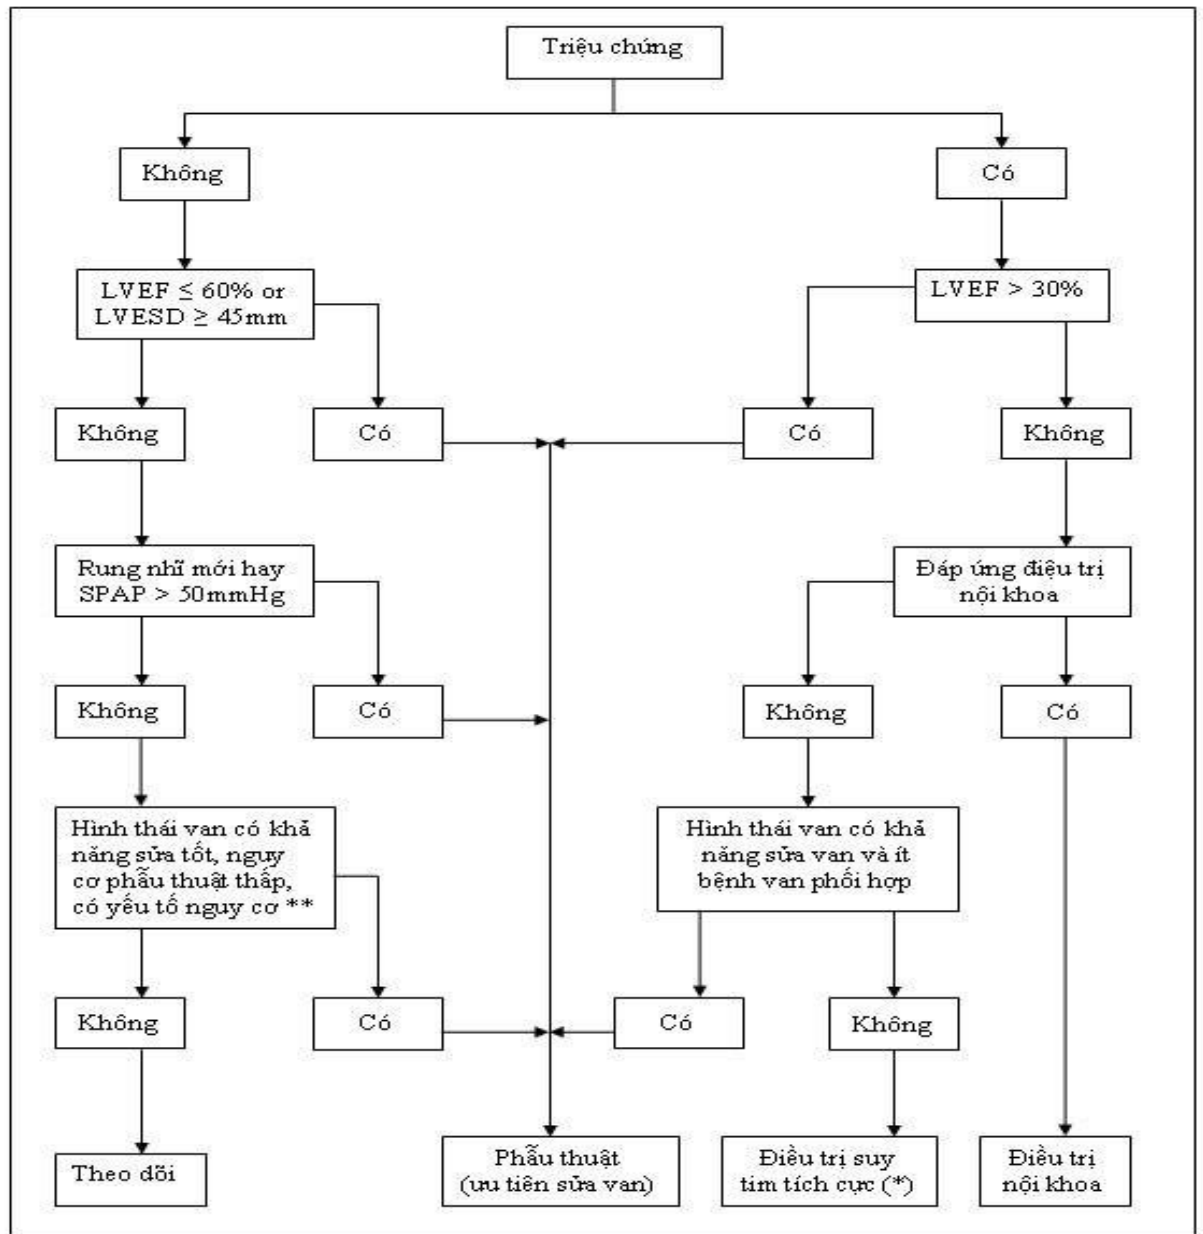 Triệu chứng
Không
Có
LVEF ≤ 60% or
LVESD ≥ 45mm
LVEF > 30%
Không
Có
Có
Không
Rung nhĩ mới hay
SPAP > 50mmHg
Đáp ứng điệu trị
nội khoa
Không
Có
Không
Có
Hình thái van có khả
năng sửa tốt, nguy
cơ phẫu thuật thấp,
có yếu tố nguy cơ **
Hình thái van có khả
năng sửa van và ít
bệnh van phối hợp
Không
Có
Có
Không
Theo dõi
Phẫu thuật
(ưu tiên sửa van)
Điều trị suy
tim tích cực (*)
Điều trị
nội khoa